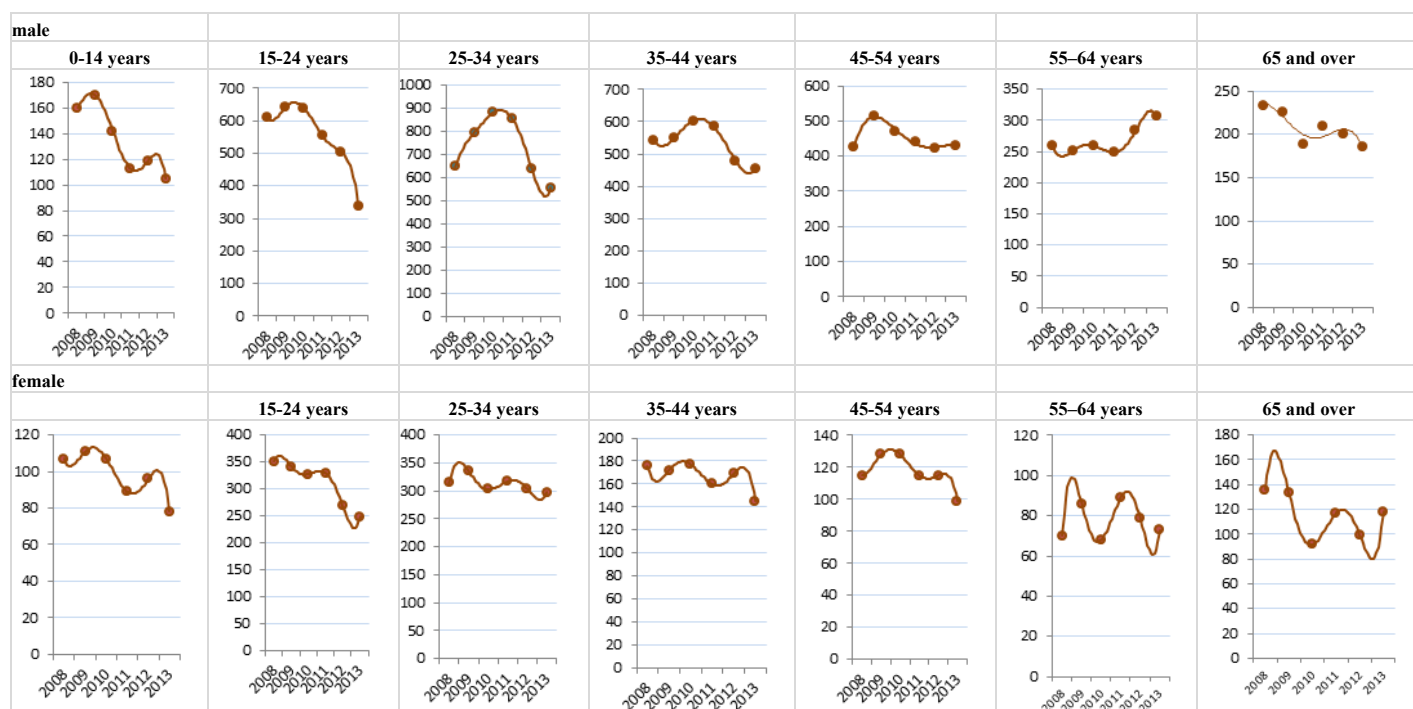 male
0-14 years 15-24 years 25-34 years 35-44 years 45-54 years 55–64 years 65 and over
180 160 140 120 100 80 60 40 20 0
2008 2009 2010 2011 2012 2013
700 600 500 400 300 200 100 0
2008 2009 2010 2011 2012 2013
1000 900 800 700 600 500 400 300 200 100 0
2008 2009 2010 2011 2012 2013
700 600 500 400 300 200 100 0
2008 2009 2010 2011 2012 2013
600 500 400 300 200 100 0
2008 2009 2010 2011 2012 2013
350 300 250 200 150 100 50 0
2008 2009 2010 2011 2012 2013
250 200 150 100 50 0
2008 2009 2010 2011 2012 2013
female
15-24 years 25-34 years 35-44 years 45-54 years 55–64 years 65 and over
120 100 80 60 40 20 0
2008 2009 2010 2011 2012 2013
400 350 300 250 200 150 100 50 0
2008 2009 2010 2011 2012 2013
400 350 300 250 200 150 100 50 0
2008 2009 2010 2011 2012 2013
200 180 160 140 120 100 80 60 40 20 0
2008 2009 2010 2011 2012 2013
140 120 100 80 60 40 20 0
2008 2009 2010 2011 2012 2013
120 100 80 60 40 20 0
2008 2009 2010 2011 2012 2013
180 160 140 120 100 80 60 40 20 0
2008 2009 2010 2011 2012 2013